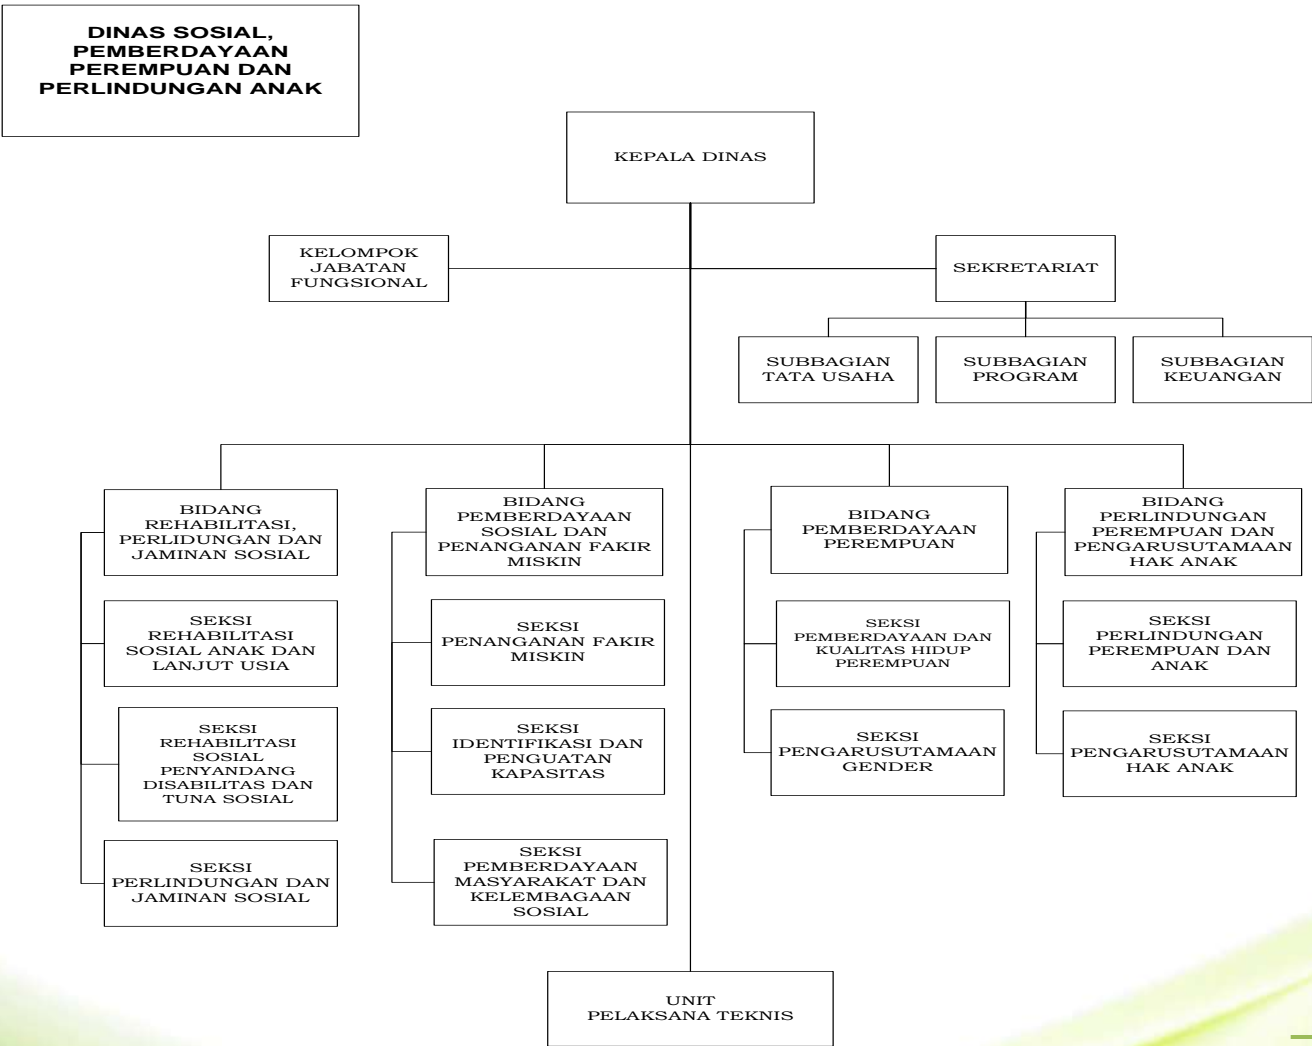 DINAS SOSIAL,
PEMBERDAYAAN
PEREMPUAN DAN
PERLINDUNGAN ANAK
KEPALA DINAS
KELOMPOK
JABATAN
FUNGSIONAL
SEKRETARIAT
SUBBAGIAN
TATA USAHA
SUBBAGIAN
PROGRAM
SUBBAGIAN
KEUANGAN
BIDANG
REHABILITASI,
PERLIDUNGAN DAN
JAMINAN SOSIAL
BIDANG
PEMBERDAYAAN
SOSIAL DAN
PENANGANAN FAKIR
MISKIN
BIDANG
PEMBERDAYAAN
PEREMPUAN
BIDANG
PERLINDUNGAN
PEREMPUAN DAN
PENGARUSUTAMAAN
HAK ANAK
SEKSI
REHABILITASI
SOSIAL ANAK DAN
LANJUT USIA
SEKSI
PENANGANAN FAKIR
MISKIN
SEKSI
PEMBERDAYAAN DAN
KUALITAS HIDUP
PEREMPUAN
SEKSI
PERLINDUNGAN
PEREMPUAN DAN
ANAK
SEKSI
REHABILITASI
SOSIAL
PENYANDANG
DISABILITAS DAN
TUNA SOSIAL
SEKSI
IDENTIFIKASI DAN
PENGUATAN
KAPASITAS
SEKSI
PENGARUSUTAMAAN
GENDER
SEKSI
PENGARUSUTAMAAN
HAK ANAK
SEKSI
PERLINDUNGAN DAN
JAMINAN SOSIAL
SEKSI
PEMBERDAYAAN
MASYARAKAT DAN
KELEMBAGAAN
SOSIAL
UNIT
PELAKSANA TEKNIS